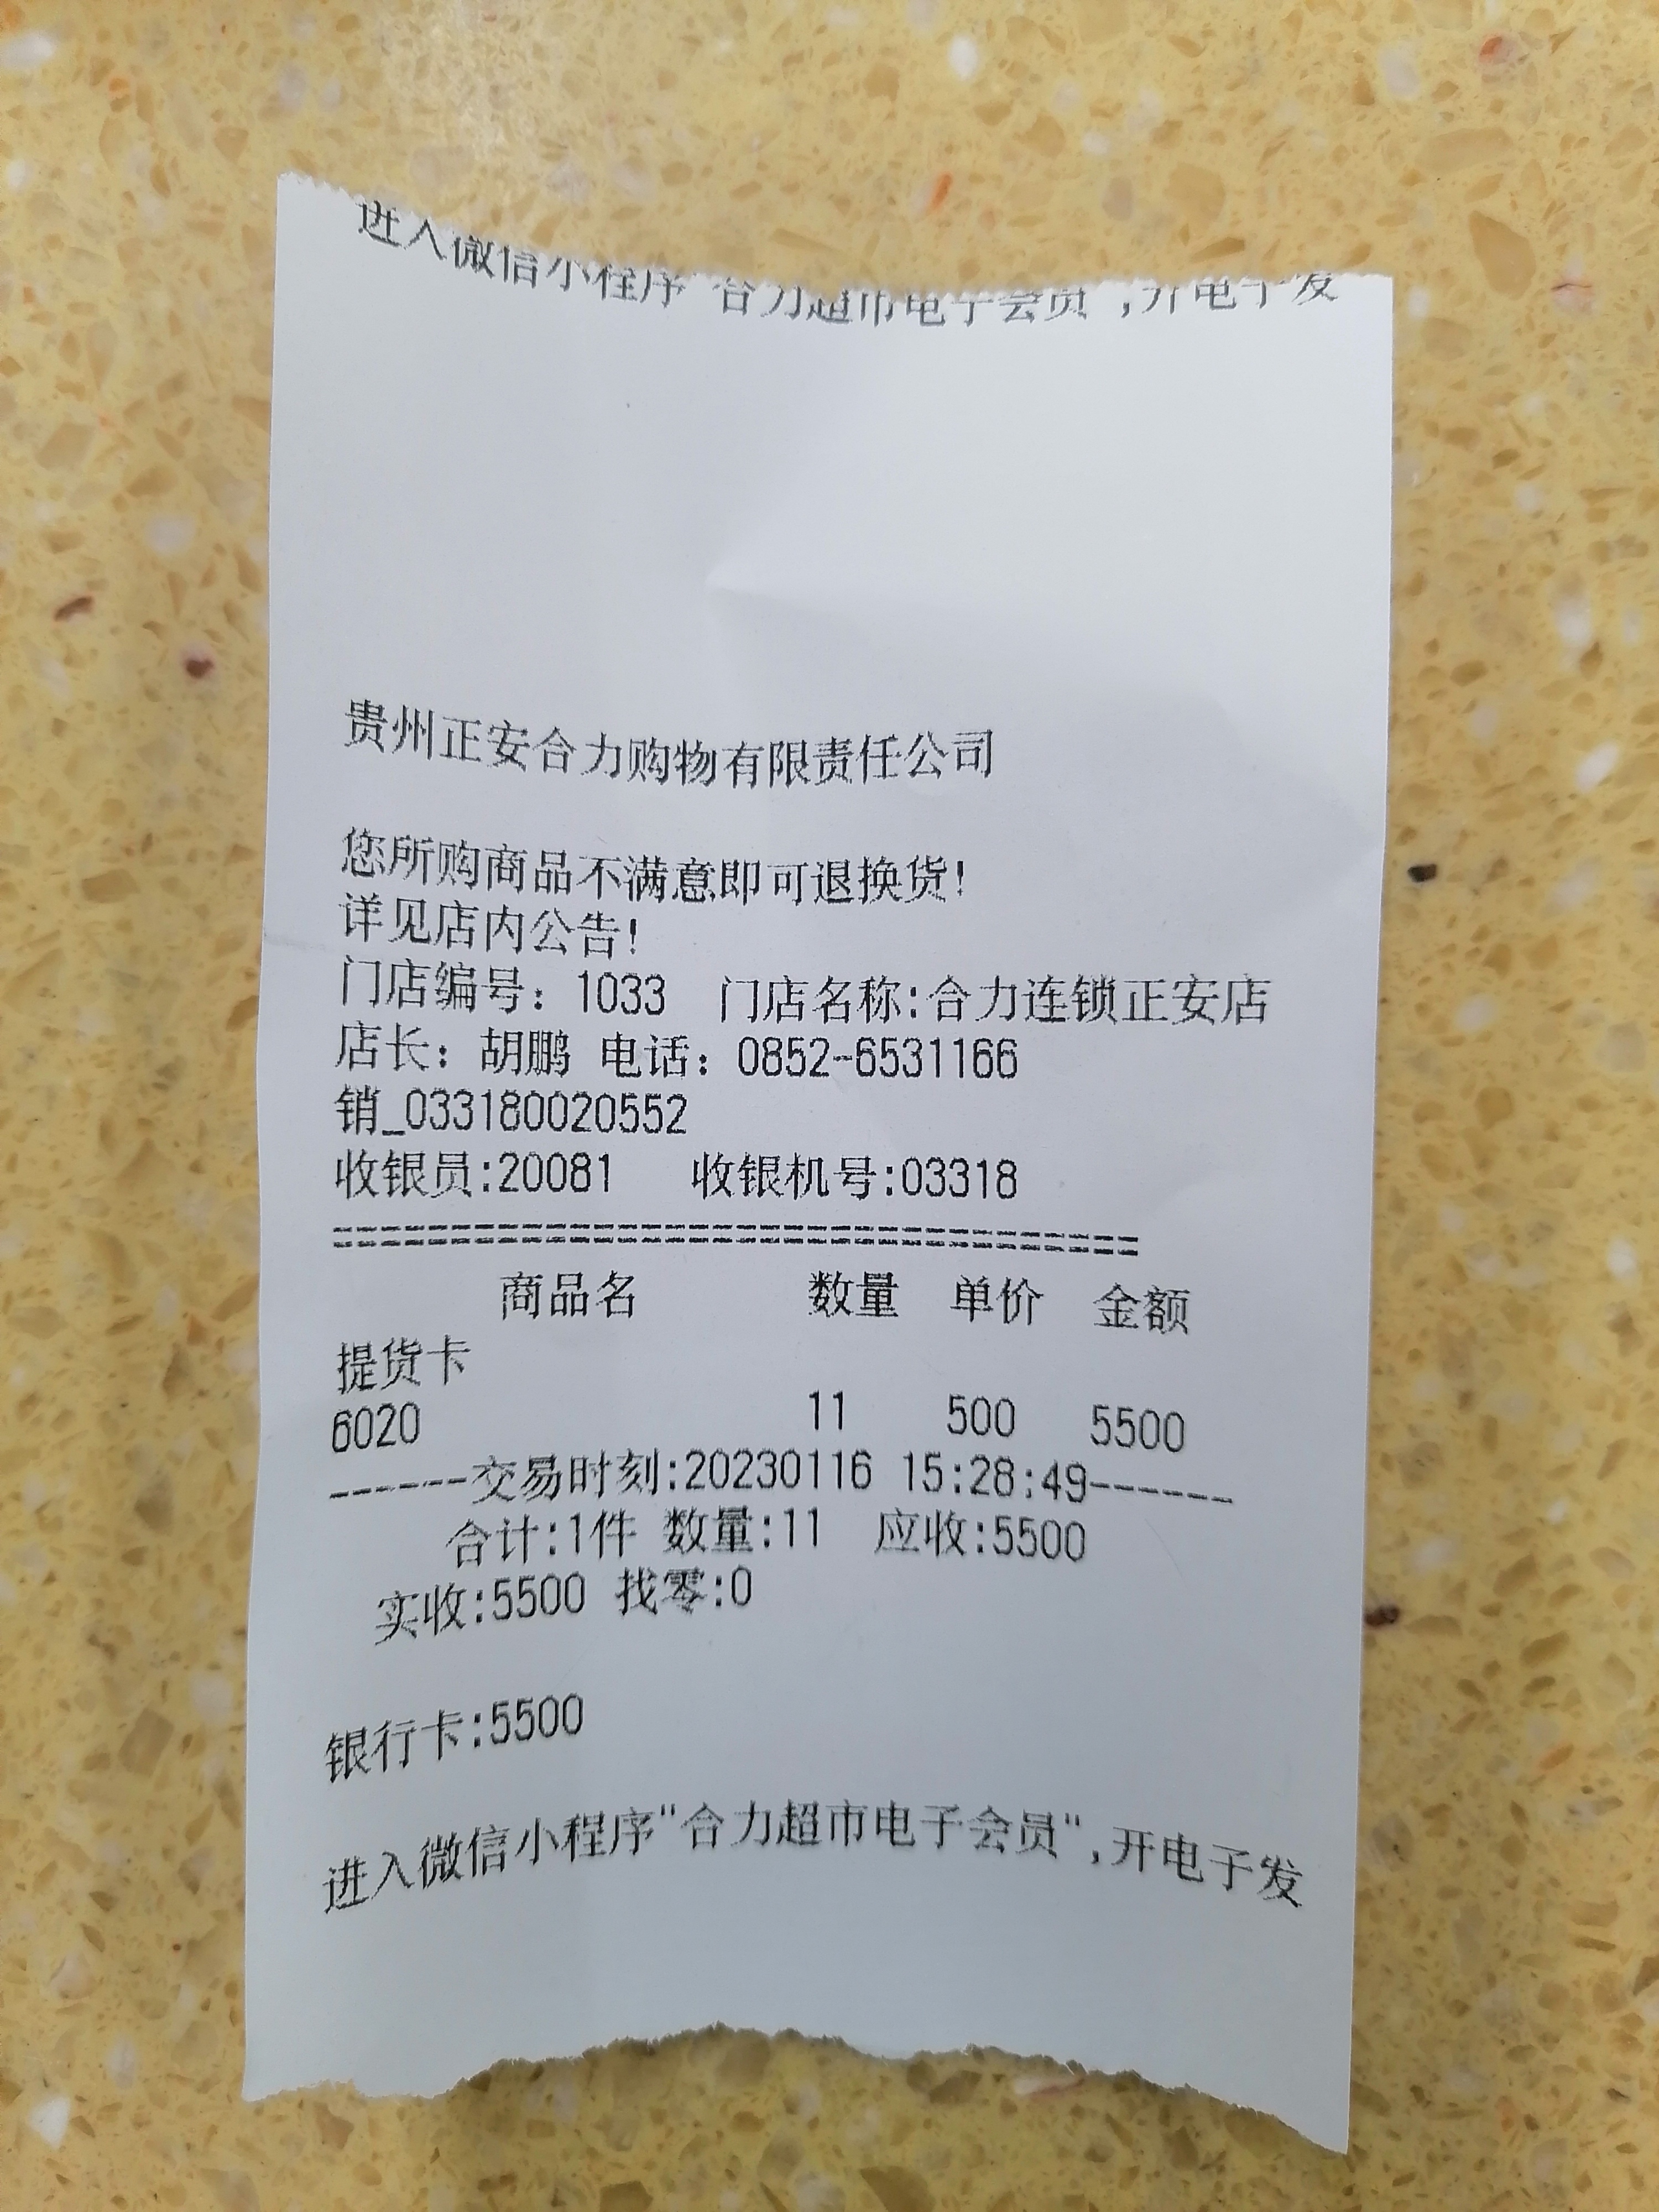 进入微信小程序"合力超市电子会员",开电子发
贵州正安合力购物有限责任公司
您所购商品不满意即可退换货!
详见店内公告!
门店编号: 1033 门店名称:合力连锁正安店
店长: 胡鹏 电话: 0852-6531166
销_033180020552
收银员:20081 收银机号:03318
===================================
商品名 数量 单价 金额
提货卡
6020 11 500 5500
------交易时刻:20230116 15:28:49------
合计:1件 数量:11 应收:5500
实收:5500 找零:0
银行卡:5500
进入微信小程序"合力超市电子会员",开电子发